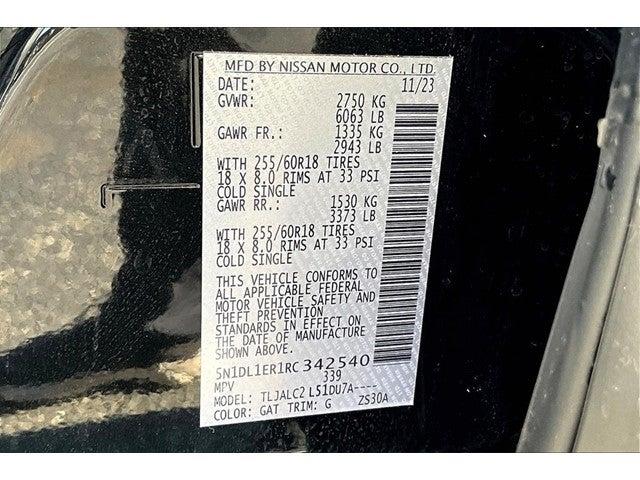 MFD BY NISSAN MOTOR CO., LTD.
DATE: 11/23
GVWR: 2750 KG
6063 LB
GAWR FR.: 1335 KG
2943 LB
WITH 255/60R18 TIRES
18 X 8.0 RIMS AT 33 PSI
COLD SINGLE
GAWR RR.: 1530 KG
3373 LB
WITH 255/60R18 TIRES
18 X 8.0 RIMS AT 33 PSI
COLD SINGLE
THIS VEHICLE CONFORMS TO
ALL APPLICABLE FEDERAL
MOTOR VEHICLE SAFETY AND
THEFT PREVENTION
STANDARDS IN EFFECT ON
THE DATE OF MANUFACTURE
SHOWN ABOVE.
5N1DL1ER1RC342540
MPV 339
MODEL: TLJALC2 L51DU7A----
COLOR: GAT TRIM: G ZS30A